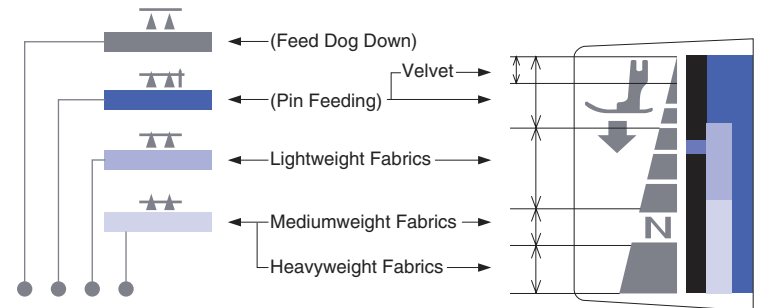 (Feed Dog Down)
Velvet
(Pin Feeding)
Lightweight Fabrics
Mediumweight Fabrics
Heavyweight Fabrics
N